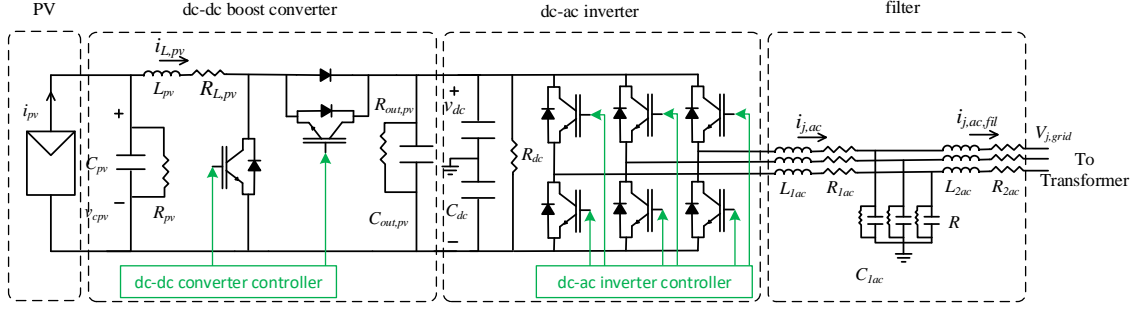 PV
dc-dc boost converter
dc-ac inverter
filter
i_{L,pv}
L_{pv}
R_{L,pv}
i_{pv}
+
C_{pv}
−
v_{cpv}
R_{pv}
R_{out,pv}
C_{out,pv}
+
v_{dc}
R_{dc}
C_{dc}
−
i_{j,ac}
L_{1ac}
R_{1ac}
i_{j,ac,fil}
L_{2ac}
R_{2ac}
V_{j,grid}
To
Transformer
R
C_{1ac}
dc-dc converter controller
dc-ac inverter controller